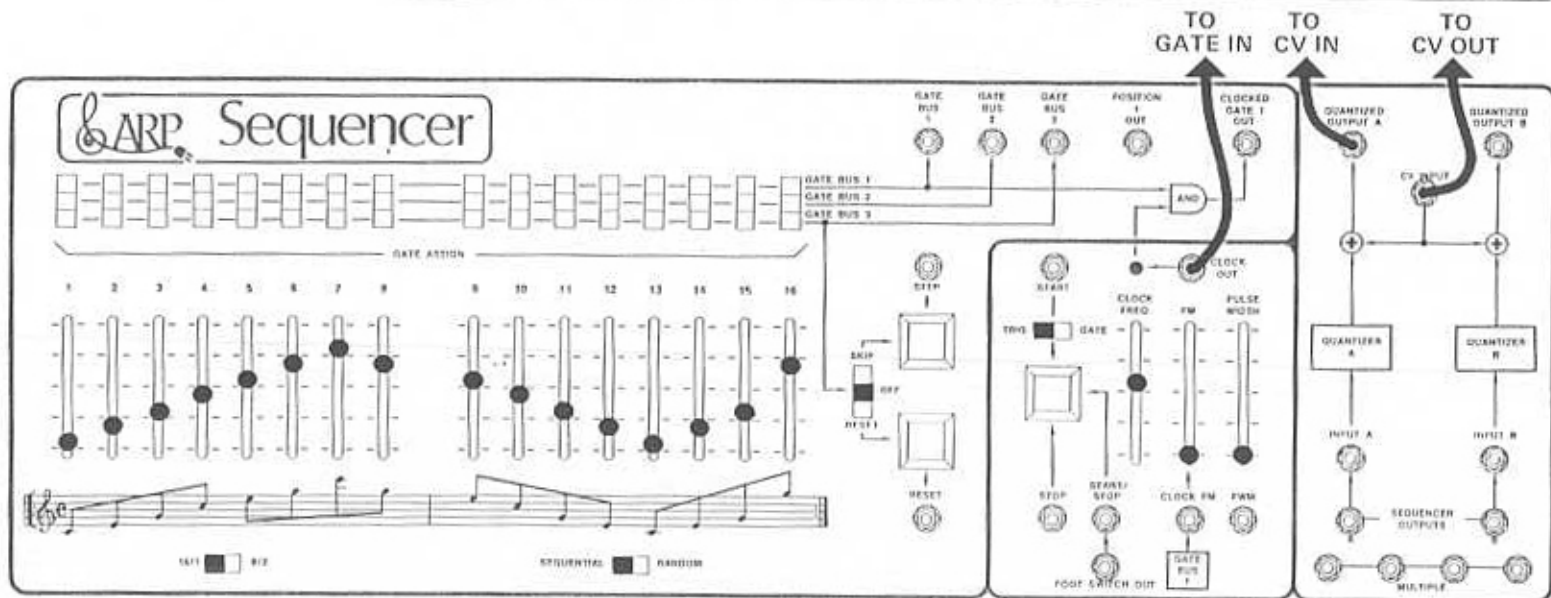 TO
GATE IN
TO
CV IN
TO
CV OUT
ARP Sequencer
GATE
BUS
1
GATE
BUS
2
GATE
BUS
3
POSITION
1
OUT
CLOCKED
GATE 1
OUT
QUANTIZED
OUTPUT A
QUANTIZED
OUTPUT B
CV INPUT
GATE BUS 1
GATE BUS 2
GATE BUS 3
AND
GATE ASSIGN
1 2 3 4 5 6 7 8 9 10 11 12 13 14 15 16
STEP
START
CLOCK
OUT
CLOCK
FREQ
FM
PULSE
WIDTH
TRIG
GATE
SKIP
OFF
RESET
QUANTIZER
A
QUANTIZER
B
INPUT A
INPUT B
RESET
STOP
START/
STOP
CLOCK FM
PWM
SEQUENCER
OUTPUTS
16/1
8/2
SEQUENTIAL
RANDOM
FOOT SWITCH OUT
GATE
BUS
1
MULTIPLE